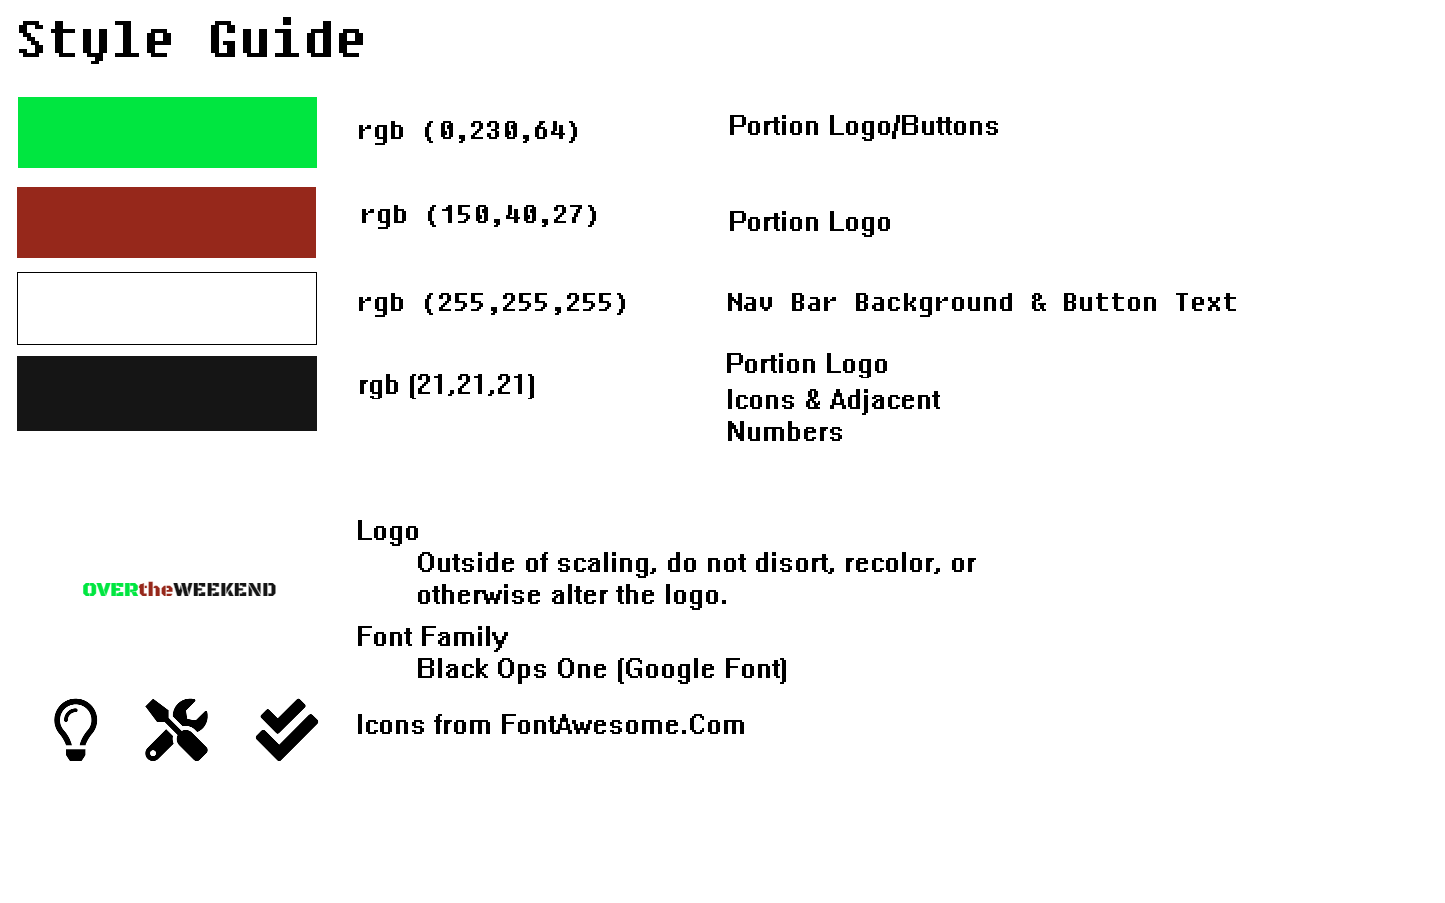 Style Guide
rgb (0,230,64)
Portion Logo/Buttons
rgb (150,40,27)
Portion Logo
rgb (255,255,255)
Nav Bar Background & Button Text
rgb (21,21,21)
Portion Logo
Icons & Adjacent
Numbers
Logo
Outside of scaling, do not disort, recolor, or
otherwise alter the logo.
OVERtheWEEKEND
Font Family
Black Ops One (Google Font)
Icons from FontAwesome.Com